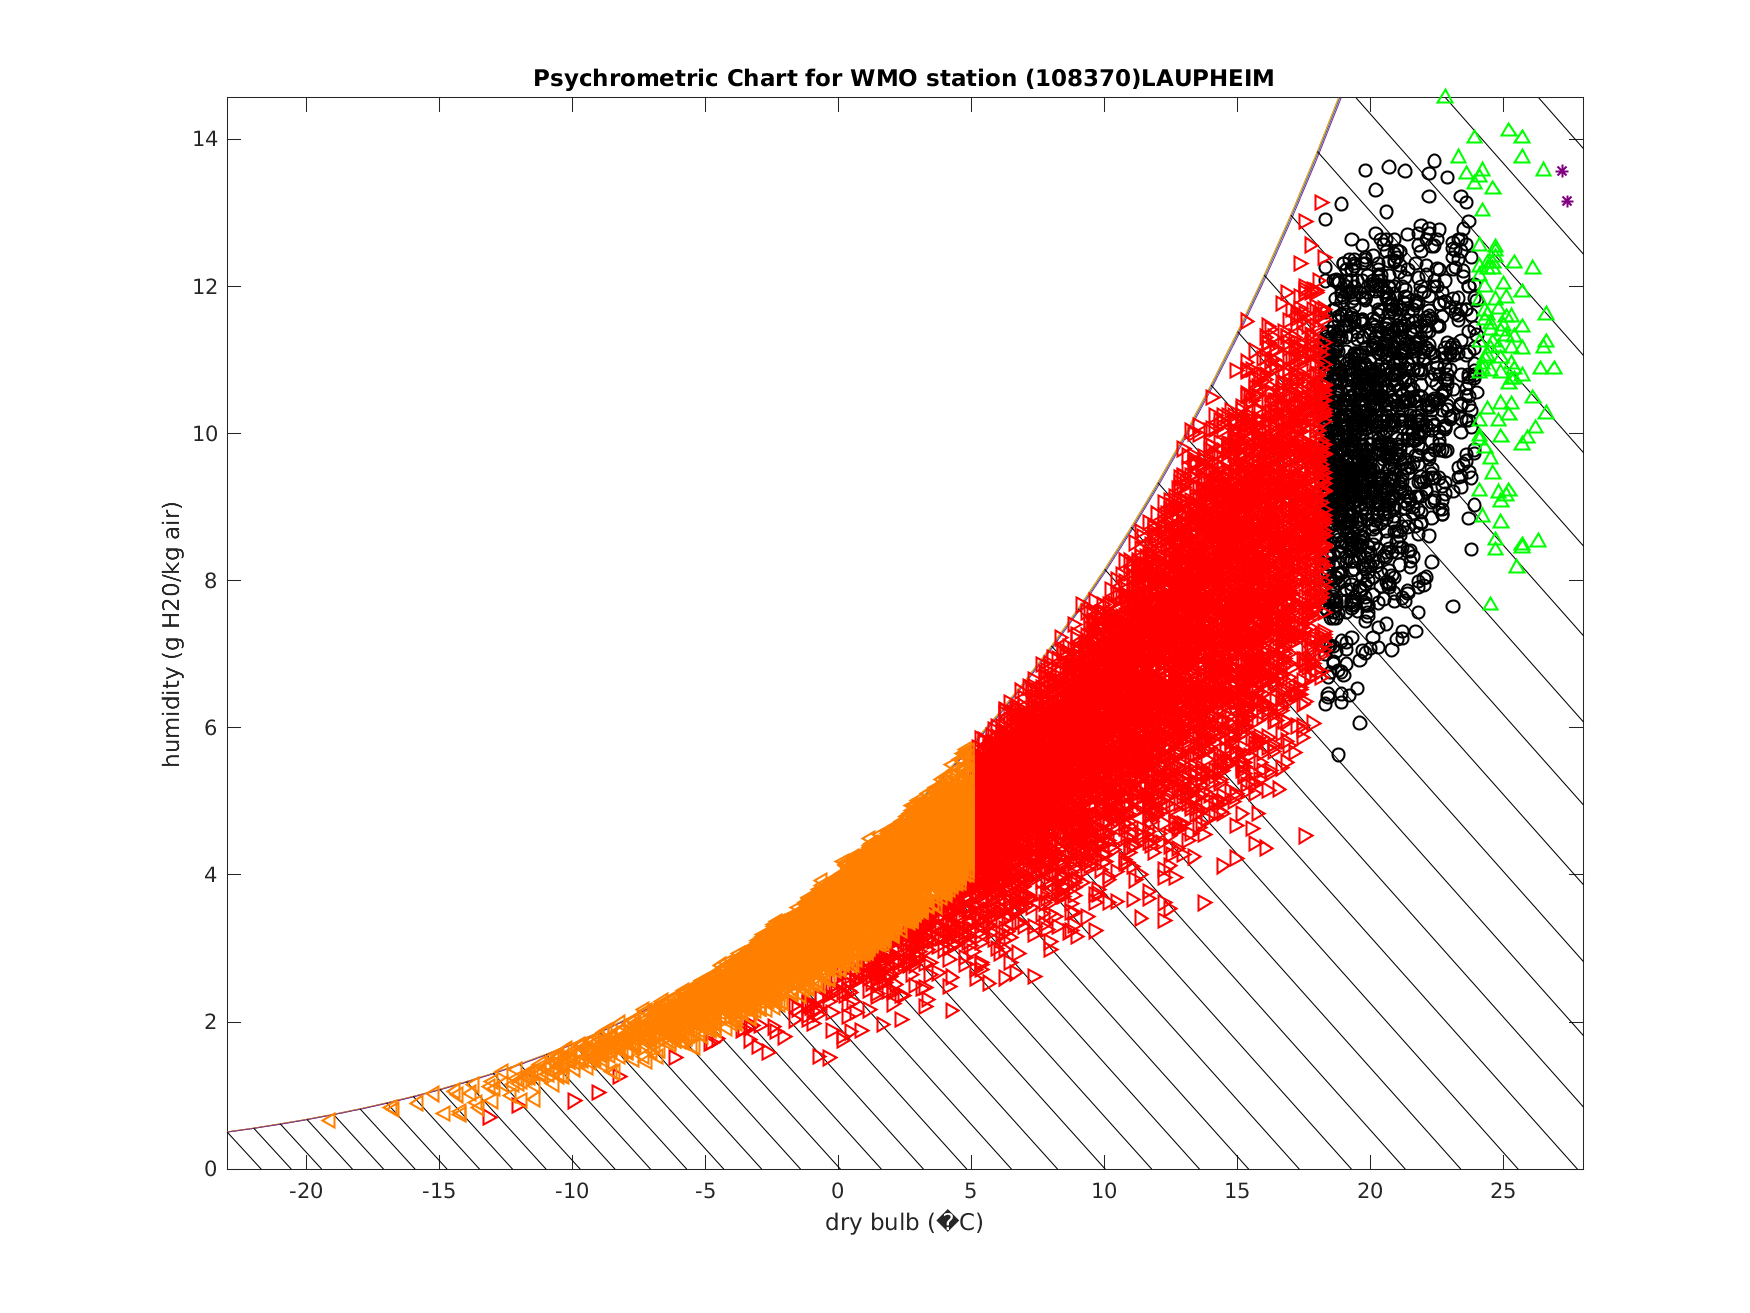 Psychrometric Chart for WMO station (108370)LAUPHEIM
humidity (g H20/kg air)
14
12
10
8
6
4
2
0
-20 -15 -10 -5 0 5 10 15 20 25
dry bulb (�C)